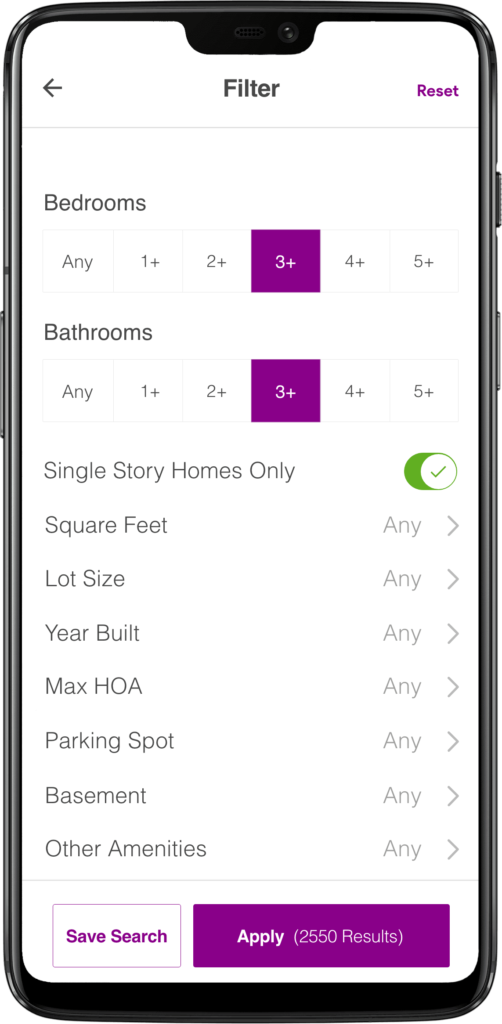 Filter Reset
Bedrooms
Any 1+ 2+ 3+ 4+ 5+
Bathrooms
Any 1+ 2+ 3+ 4+ 5+
Single Story Homes Only
Square Feet Any
Lot Size Any
Year Built Any
Max HOA Any
Parking Spot Any
Basement Any
Other Amenities Any
Save Search Apply (2550 Results)